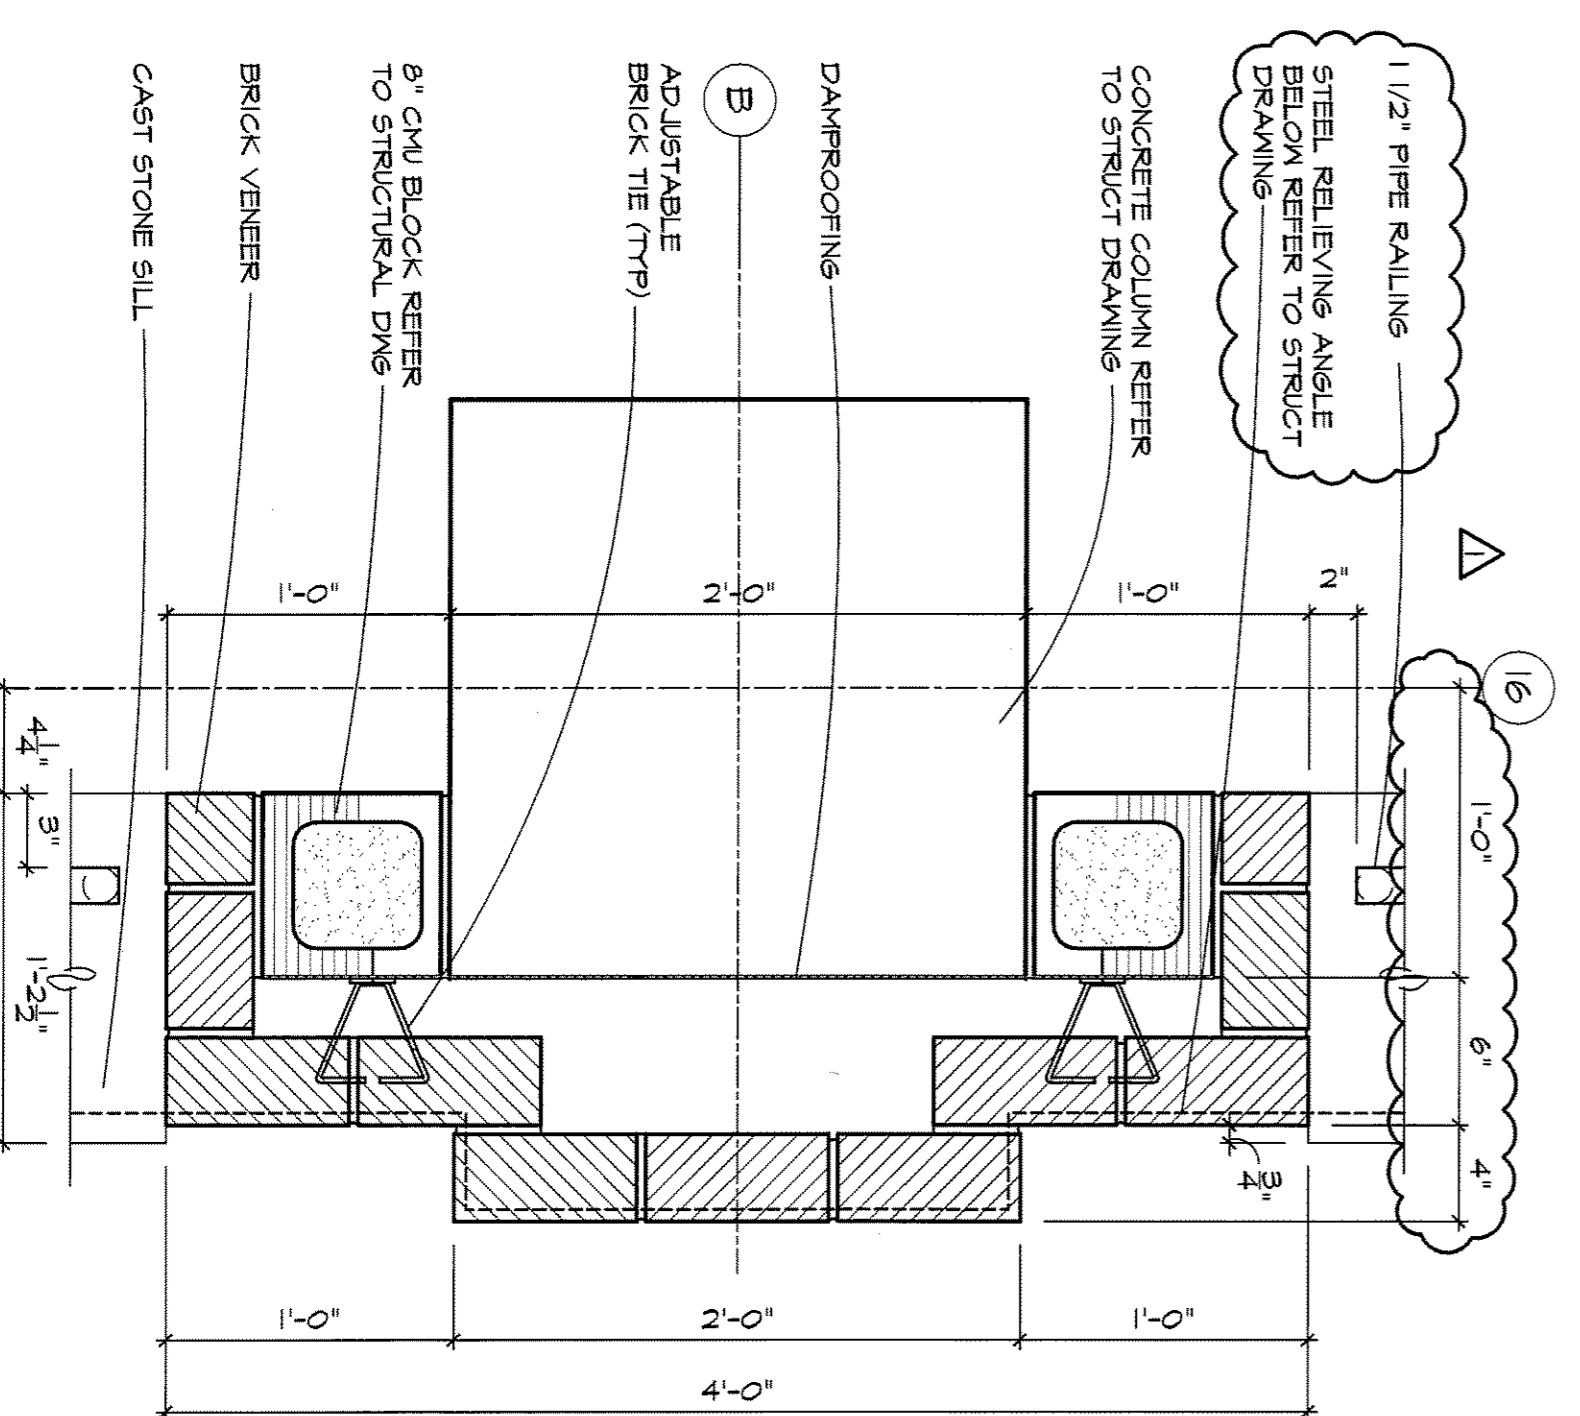 1 1/2" PIPE RAILING
STEEL RELIEVING ANGLE
BELOW REFER TO STRUCT
DRAWING
CONCRETE COLUMN REFER
TO STRUCT DRAWING
DAMPROOFING
B
ADJUSTABLE
BRICK TIE (TYP)
8" CMU BLOCK REFER
TO STRUCTURAL DWG
BRICK VENEER
CAST STONE SILL
1
16
2"
1'-0"
2'-0"
1'-0"
1'-0"
6"
4"
3/4"
4 1/4"
3"
1'-2 1/2"
1'-0"
2'-0"
1'-0"
4'-0"